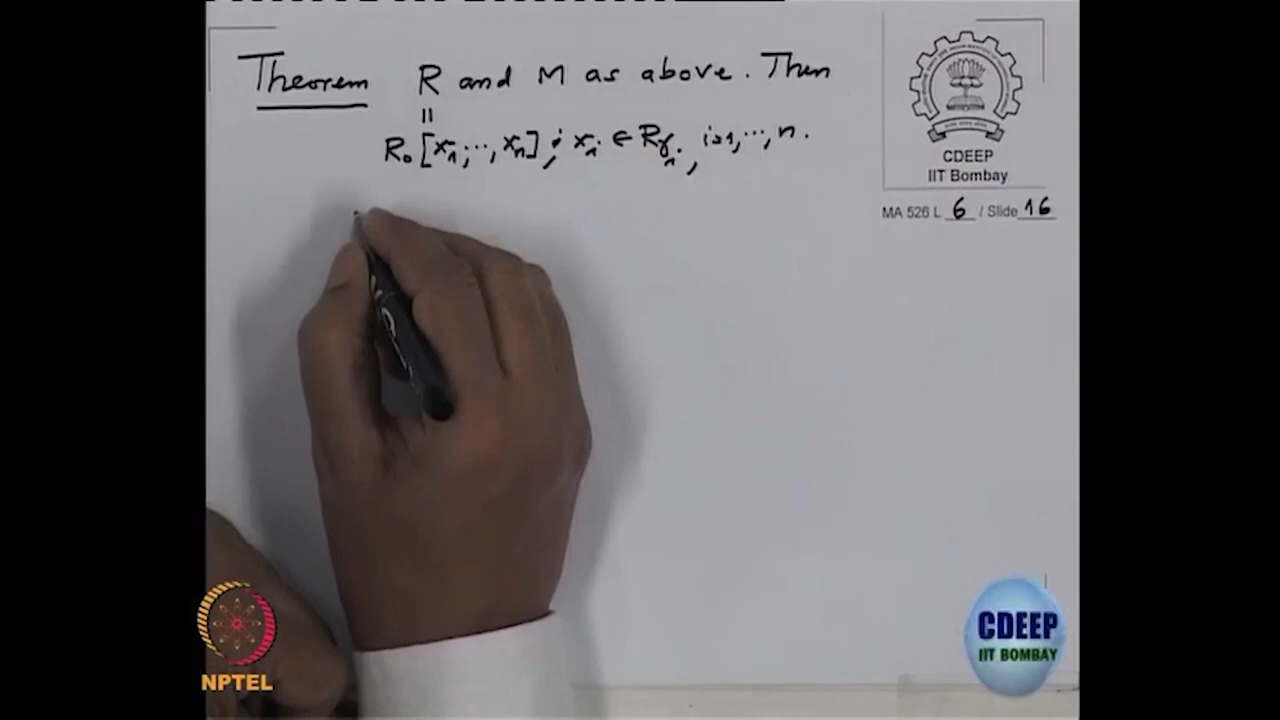 Theorem R and M as above. Then
||
R₀[x₁,...,xₙ], xᵢ ∈ R_γᵢ, i=1,...,n.
CDEEP
IIT Bombay
MA 526 L 6 / Slide 16
NPTEL
CDEEP
IIT BOMBAY